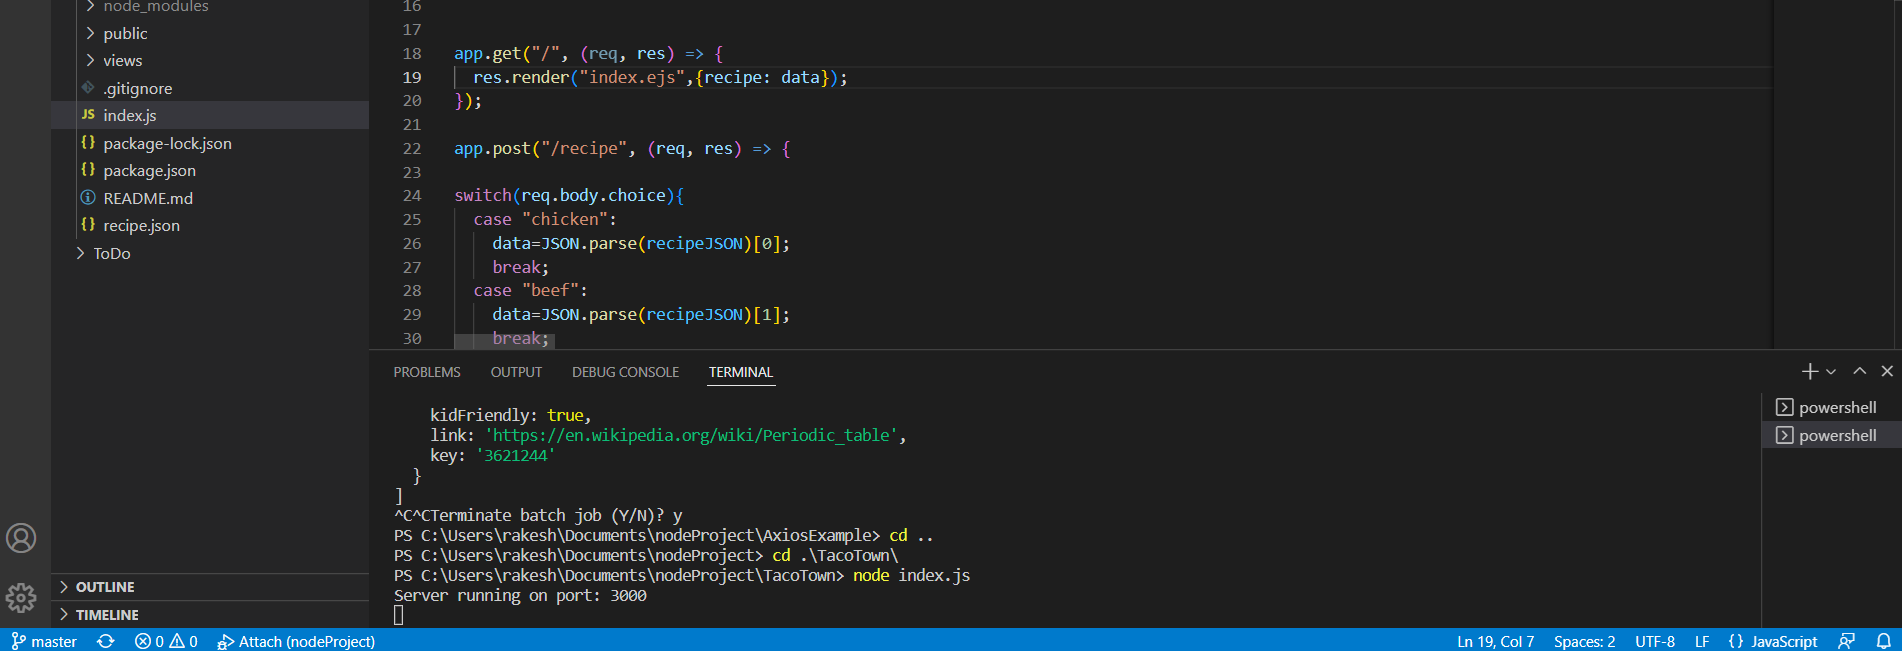 node_modules
public
views
.gitignore
JS index.js
{} package-lock.json
{} package.json
README.md
{} recipe.json
ToDo
OUTLINE
TIMELINE
16
17
18 app.get("/", (req, res) => {
19 res.render("index.ejs",{recipe: data});
20 });
21
22 app.post("/recipe", (req, res) => {
23
24 switch(req.body.choice){
25 case "chicken":
26 data=JSON.parse(recipeJSON)[0];
27 break;
28 case "beef":
29 data=JSON.parse(recipeJSON)[1];
30 break;
PROBLEMS OUTPUT DEBUG CONSOLE TERMINAL
kidFriendly: true,
link: 'https://en.wikipedia.org/wiki/Periodic_table',
key: '3621244'
}
]
^C^CTerminate batch job (Y/N)? y
PS C:\Users\rakesh\Documents\nodeProject\AxiosExample> cd ..
PS C:\Users\rakesh\Documents\nodeProject> cd .\TacoTown\
PS C:\Users\rakesh\Documents\nodeProject\TacoTown> node index.js
Server running on port: 3000
powershell
powershell
master 0 0 Attach (nodeProject) Ln 19, Col 7 Spaces: 2 UTF-8 LF {} JavaScript